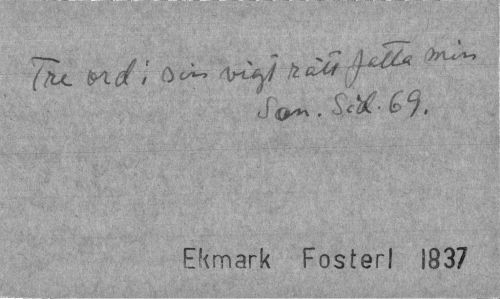 Tre ord i sin vigt rätt fatta min
Son. Sid. 69.
Ekmark Fosterl 1837